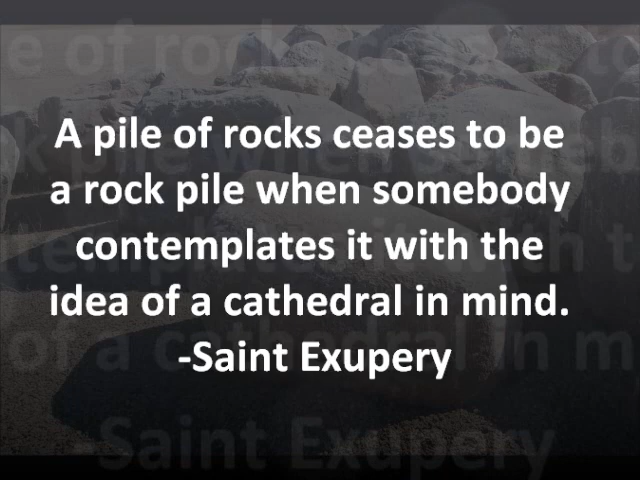 A pile of rocks ceases to be
a rock pile when somebody
contemplates it with the
idea of a cathedral in mind.
-Saint Exupery